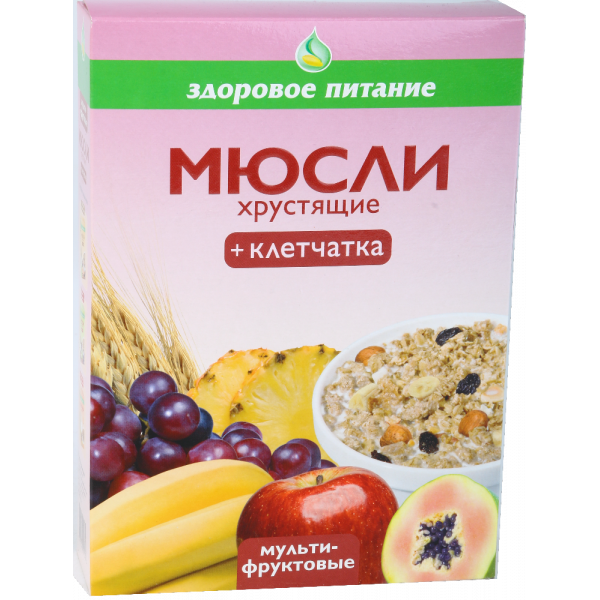 здоровое питание
МЮСЛИ
хрустящие
+ клетчатка
мульти-
фруктовые